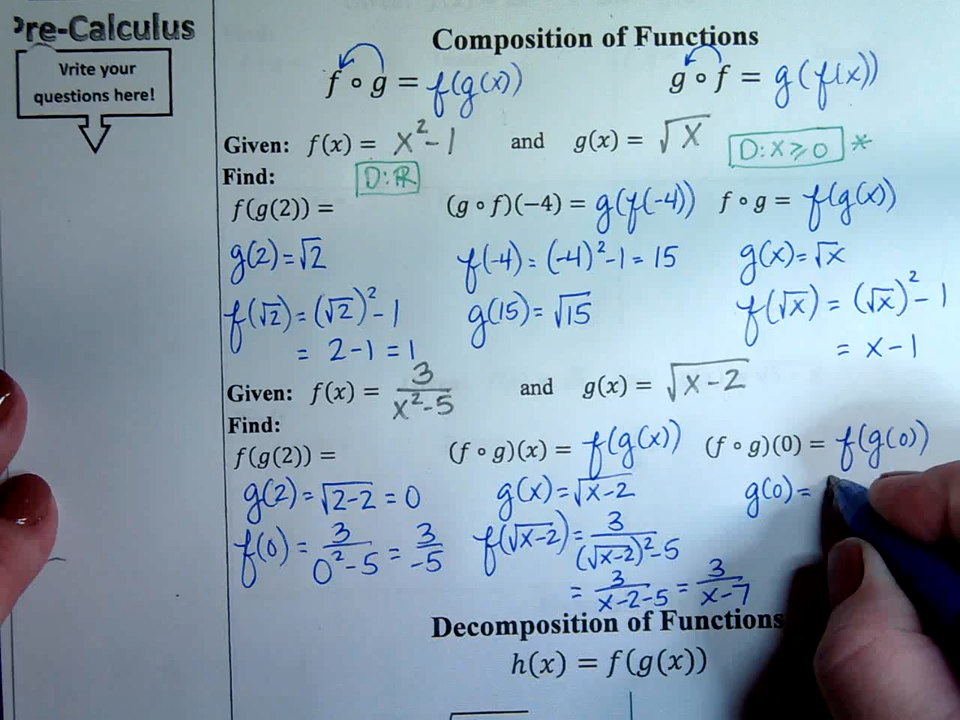 Pre-Calculus
Write your
questions here!
Composition of Functions
f ∘ g = f(g(x))
g ∘ f = g(f(x))
Given: f(x) = x² - 1 and g(x) = √x D: x ≥ 0 *
Find: D: ℝ
f(g(2)) = (g ∘ f)(−4) = g(f(-4)) f ∘ g = f(g(x))
g(2) = √2 f(-4) = (-4)² - 1 = 15 g(x) = √x
f(√2) = (√2)² - 1 g(15) = √15 f(√x) = (√x)² - 1
= 2 - 1 = 1 = x - 1
Given: f(x) = 3/(x² - 5) and g(x) = √(x - 2)
Find:
f(g(2)) = (f ∘ g)(x) = f(g(x)) (f ∘ g)(0) = f(g(0))
g(2) = √(2-2) = 0 g(x) = √(x-2) g(0) =
f(0) = 3/(0² - 5) = 3/-5 f(√(x-2)) = 3/((√(x-2))² - 5)
= 3/(x-2-5) = 3/(x-7)
Decomposition of Functions
h(x) = f(g(x))